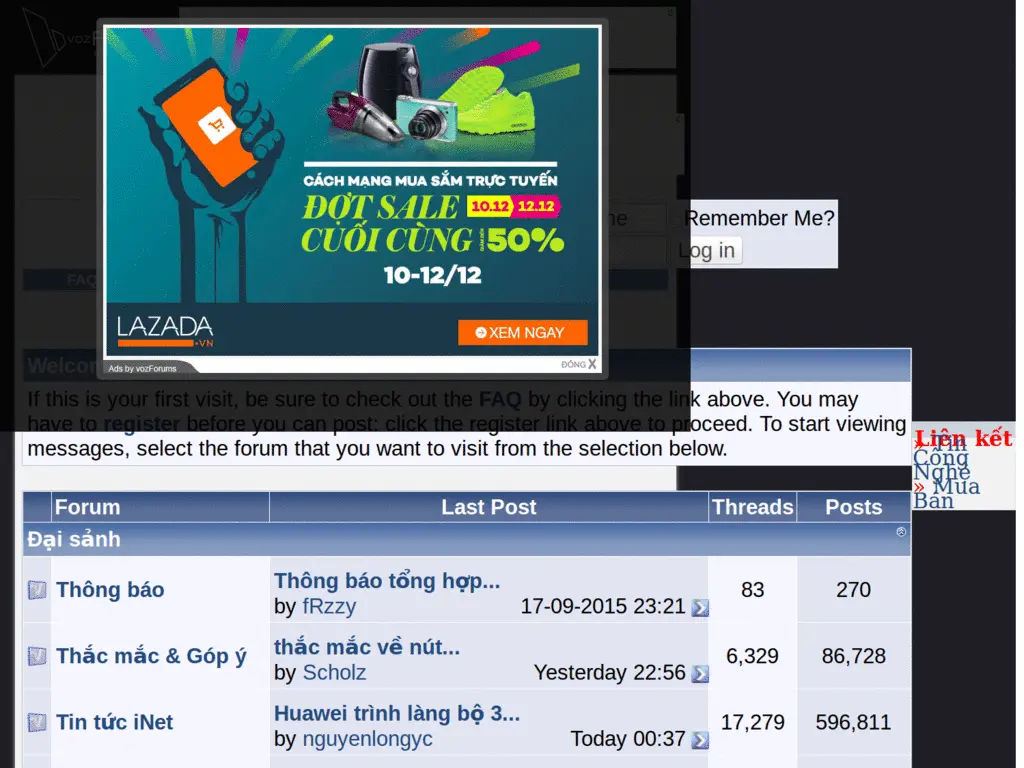 CÁCH MẠNG MUA SẮM TRỰC TUYẾN
ĐỢT SALE 10.12 12.12
CUỐI CÙNG 50%
10-12/12
LAZADA
.VN
XEM NGAY
Ads by vozForums
ĐÓNG X
Remember Me?
Log in
FAQ
If this is your first visit, be sure to check out the FAQ by clicking the link above. You may
have to register before you can post: click the register link above to proceed. To start viewing
messages, select the forum that you want to visit from the selection below.
Liên kết
» Tin
Công
Nghệ
» Mua
Bán
Forum Last Post Threads Posts
Đại sảnh
Thông báo
Thông báo tổng hợp...
by fRzzy 17-09-2015 23:21
83 270
Thắc mắc & Góp ý
thắc mắc về nút...
by Scholz Yesterday 22:56
6,329 86,728
Tin tức iNet
Huawei trình làng bộ 3...
by nguyenlongyc Today 00:37
17,279 596,811